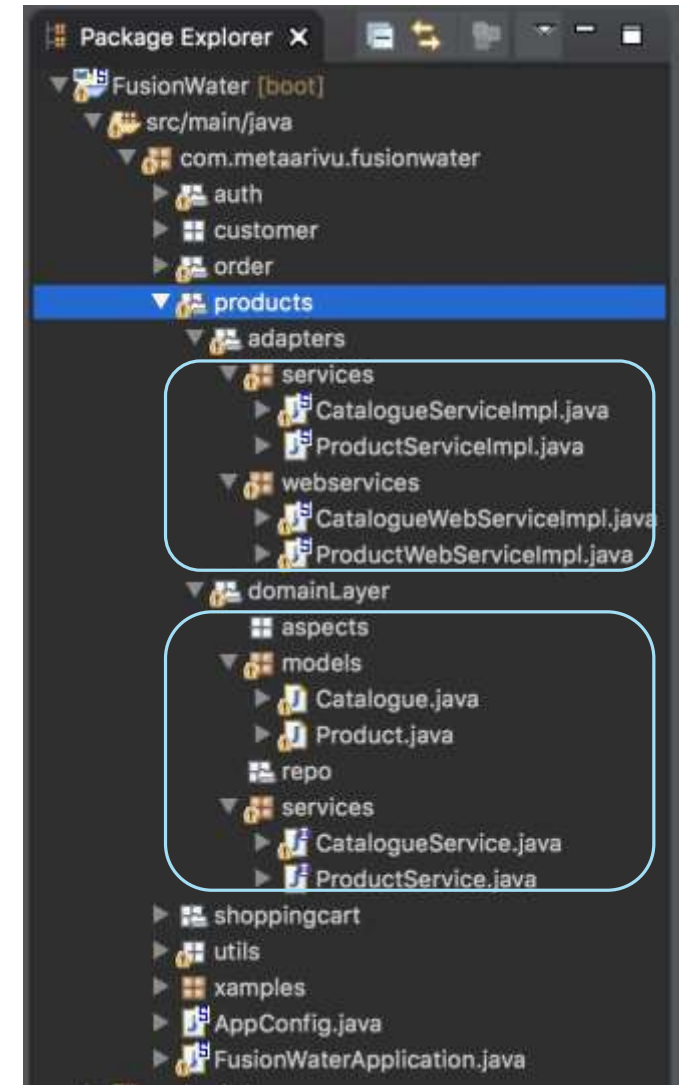 Package Explorer
FusionWater [boot]
src/main/java
com.metaarivu.fusionwater
auth
customer
order
products
adapters
services
CatalogueServiceImpl.java
ProductServiceImpl.java
webservices
CatalogueWebServiceImpl.java
ProductWebServiceImpl.java
domainLayer
aspects
models
Catalogue.java
Product.java
repo
services
CatalogueService.java
ProductService.java
shoppingcart
utils
xamples
AppConfig.java
FusionWaterApplication.java